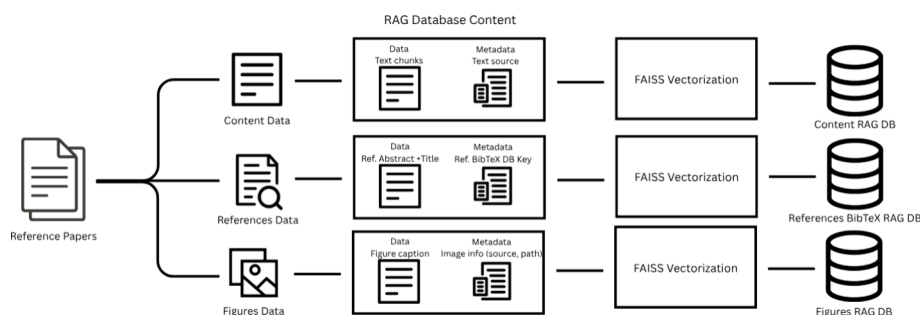 RAG Database Content
Reference Papers
Content Data
Data
Text chunks
Metadata
Text source
FAISS Vectorization
Content RAG DB
References Data
Data
Ref. Abstract +Title
Metadata
Ref. BibTeX DB Key
FAISS Vectorization
References BibTeX RAG DB
Figures Data
Data
Figure caption
Metadata
Image info (source, path)
FAISS Vectorization
Figures RAG DB